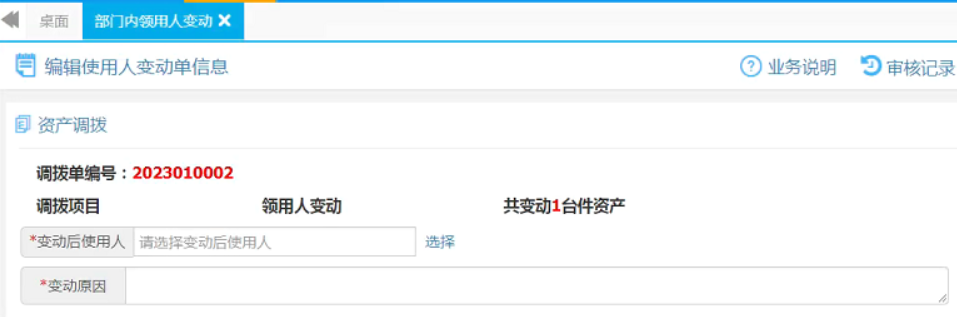 桌面 部门内领用人变动
编辑使用人变动单信息 业务说明 审核记录
资产调拨
调拨单编号：2023010002
调拨项目 领用人变动 共变动1台件资产
*变动后使用人 请选择变动后使用人 选择
*变动原因